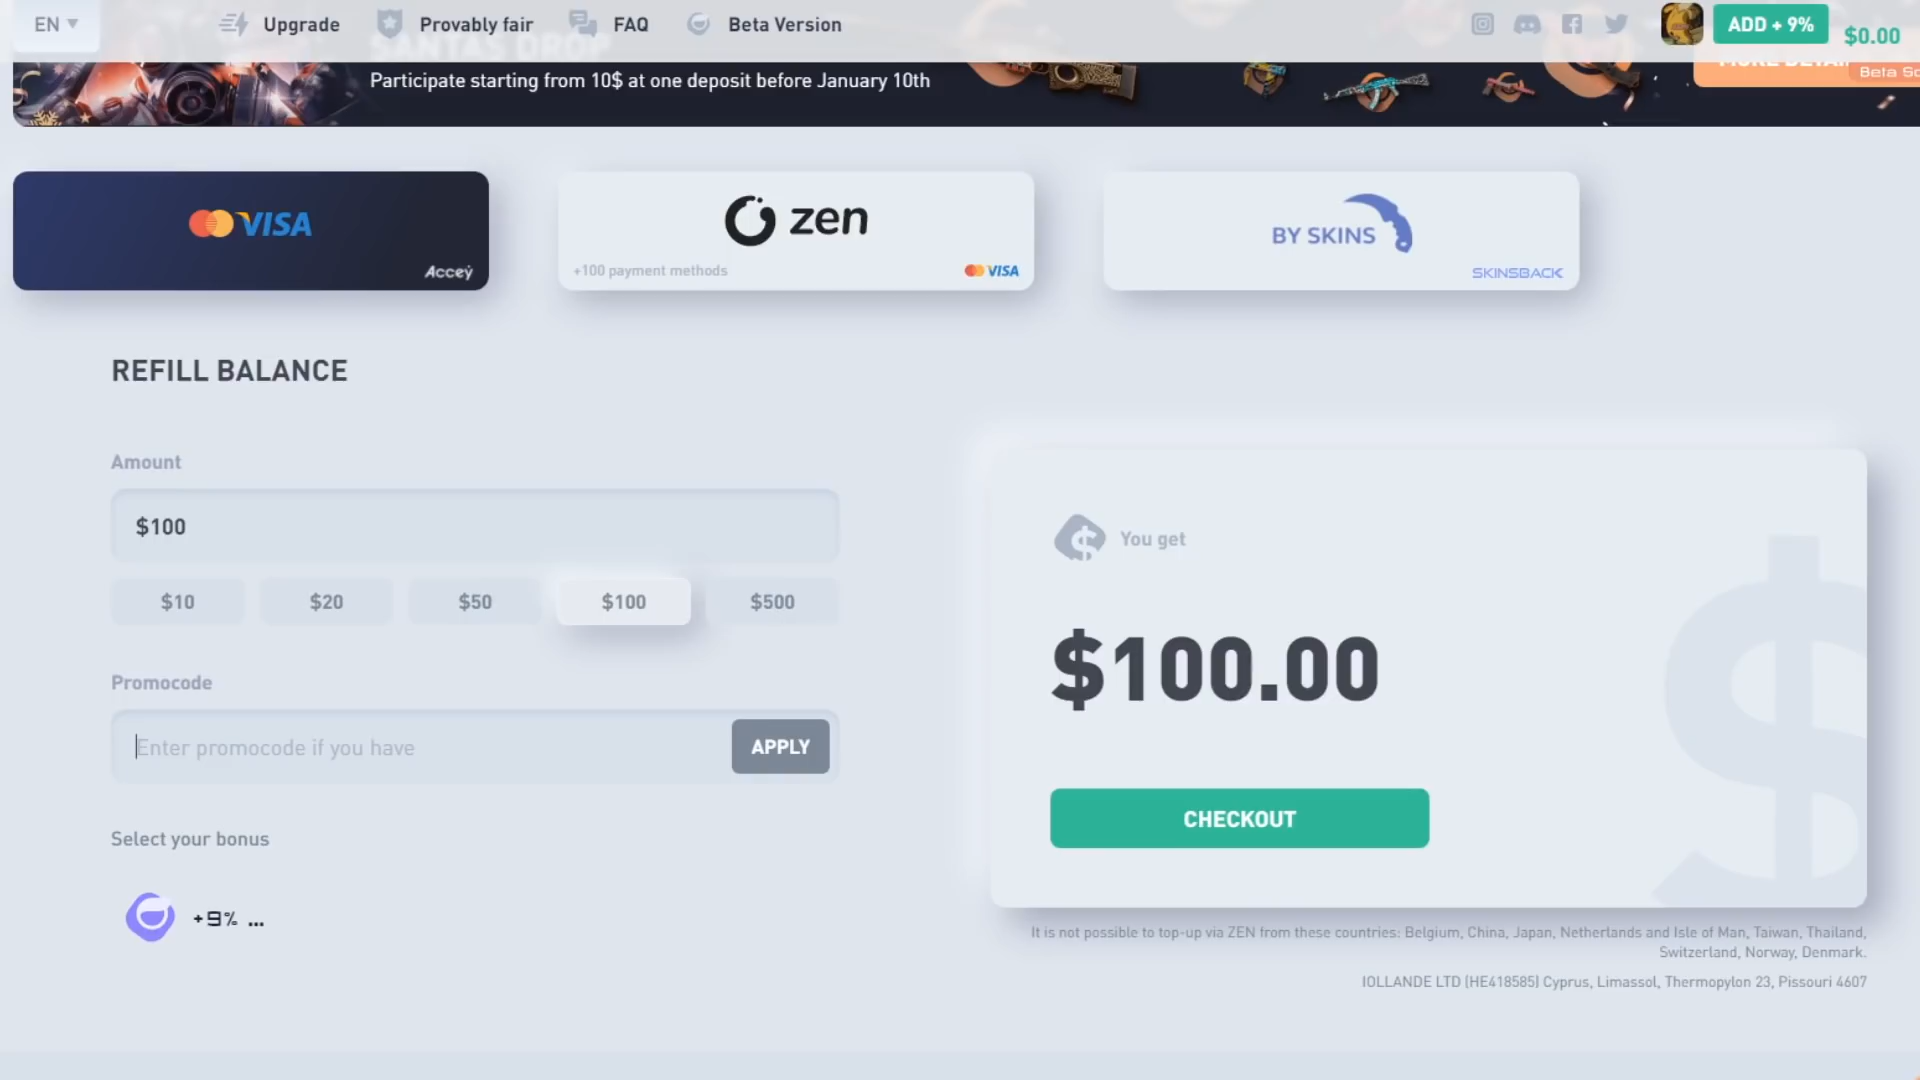 EN
Upgrade
Provably fair
FAQ
Beta Version
ADD + 9%
$0.00
SANTAS DROP
Participate starting from 10$ at one deposit before January 10th
MORE
Beta
VISA
zen
+100 payment methods
VISA
BY SKINS
SKINSBACK
REFILL BALANCE
Amount
$100
$10
$20
$50
$100
$500
Promocode
Enter promocode if you have
APPLY
Select your bonus
+9% ...
You get
$100.00
CHECKOUT
It is not possible to top-up via ZEN from these countries: Belgium, China, Japan, Netherlands and Isle of Man, Taiwan, Thailand,
Switzerland, Norway, Denmark.
IOLLANDE LTD (HE418585) Cyprus, Limassol, Thermopylon 23, Pissouri 4607